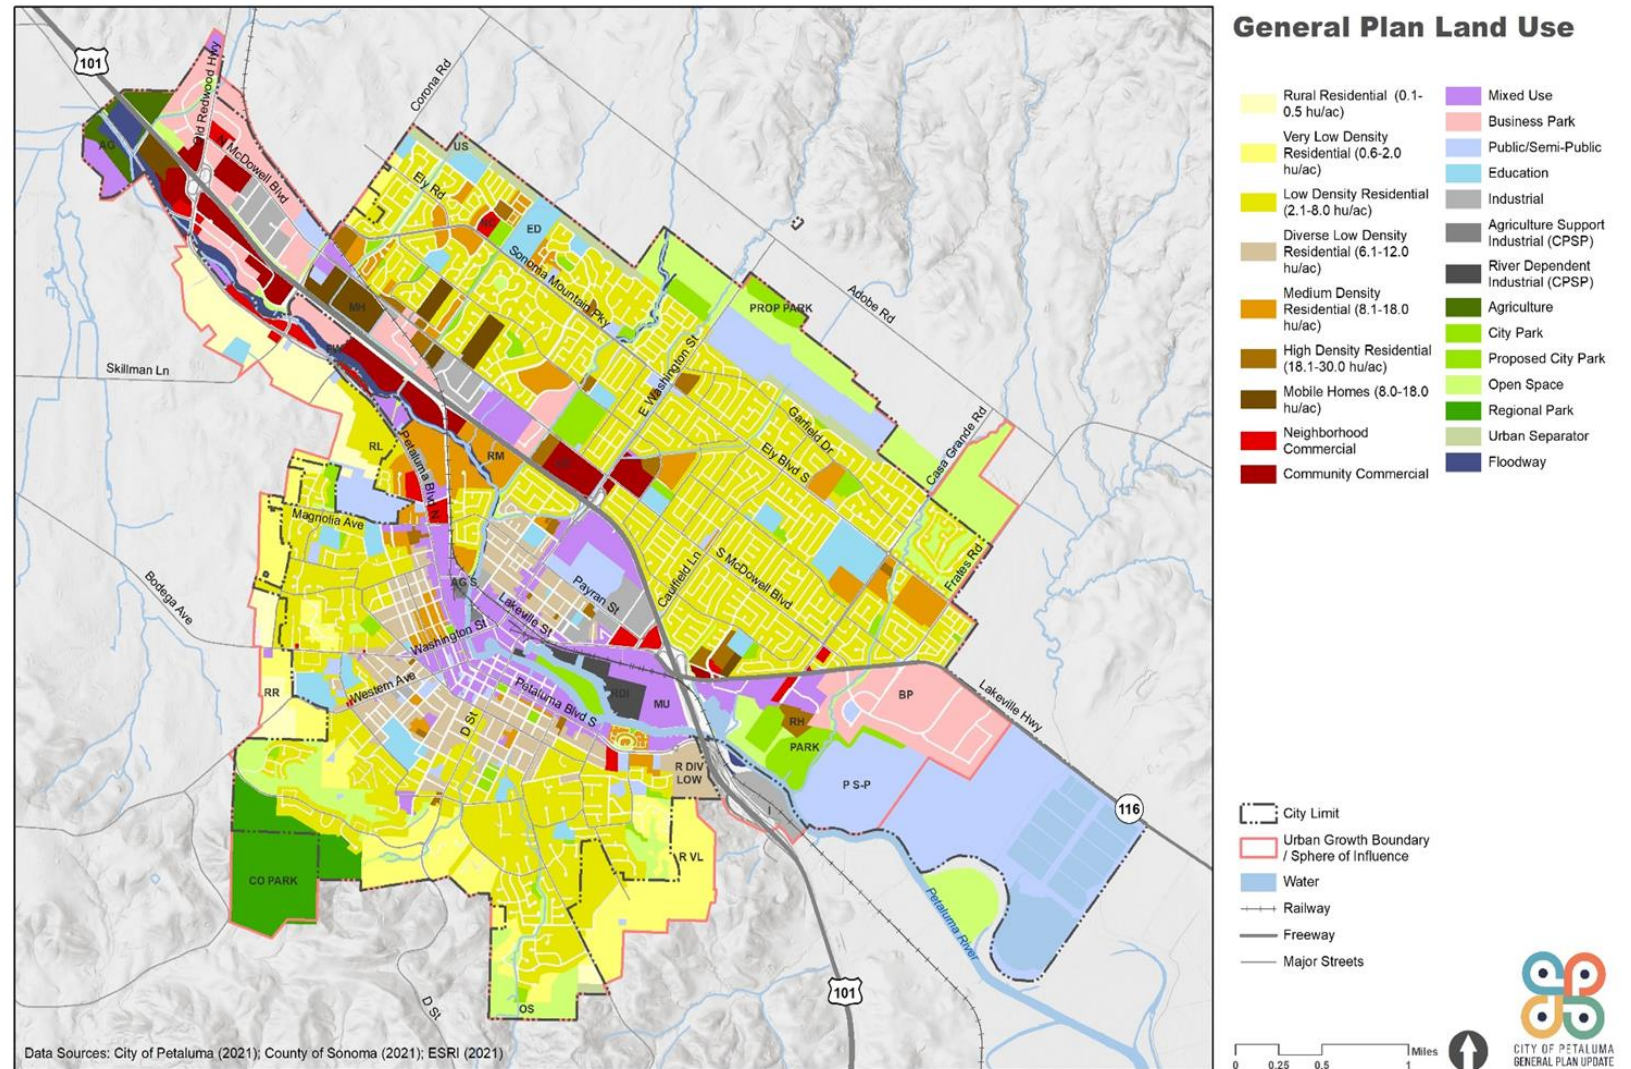 General Plan Land Use
Rural Residential (0.1-
0.5 hu/ac)
Very Low Density
Residential (0.6-2.0
hu/ac)
Low Density Residential
(2.1-8.0 hu/ac)
Diverse Low Density
Residential (6.1-12.0
hu/ac)
Medium Density
Residential (8.1-18.0
hu/ac)
High Density Residential
(18.1-30.0 hu/ac)
Mobile Homes (8.0-18.0
hu/ac)
Neighborhood
Commercial
Community Commercial
Mixed Use
Business Park
Public/Semi-Public
Education
Industrial
Agriculture Support
Industrial (CPSP)
River Dependent
Industrial (CPSP)
Agriculture
City Park
Proposed City Park
Open Space
Regional Park
Urban Separator
Floodway
City Limit
Urban Growth Boundary
/ Sphere of Influence
Water
Railway
Freeway
Major Streets
0 0.25 0.5 1 Miles
CITY OF PETALUMA
GENERAL PLAN UPDATE
101
Old Redwood Hwy
Corona Rd
AG
N McDowell Blvd
US
Ely Rd
ED
Sonoma Mountain Pky
MH
PROP PARK
Adobe Rd
Skillman Ln
E Washington St
Garfield Dr
Casa Grande Rd
RL
Petaluma Blvd N
RM
Ely Blvd S
Magnolia Ave
Frates Rd
Bodega Ave
AG S
Payran St
Caulfield Ln
S McDowell Blvd
Lakeville St
Washington St
Western Ave
RR
Petaluma Blvd S
RDI
MU
BP
Lakeville Hwy
D St
RH
PARK
R DIV
LOW
P S-P
I
116
R VL
CO PARK
Petaluma River
OS
D St
101
Data Sources: City of Petaluma (2021); County of Sonoma (2021); ESRI (2021)